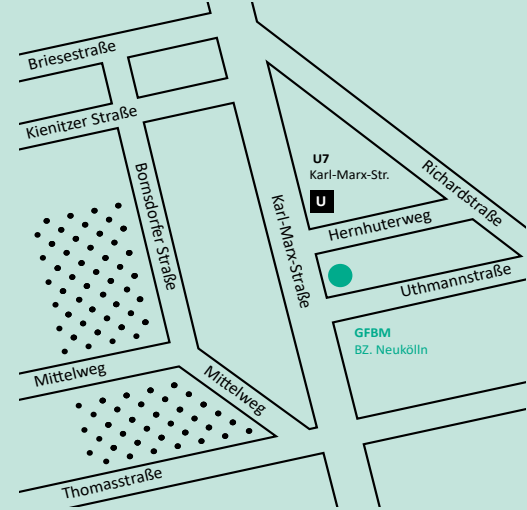 Briesestraße
Kienitzer Straße
Bornsdorfer Straße
U7
Karl-Marx-Str.
U
Richardstraße
Karl-Marx-Straße
Hernhuterweg
Uthmannstraße
GFBM
BZ. Neukölln
Mittelweg
Mittelweg
Thomasstraße